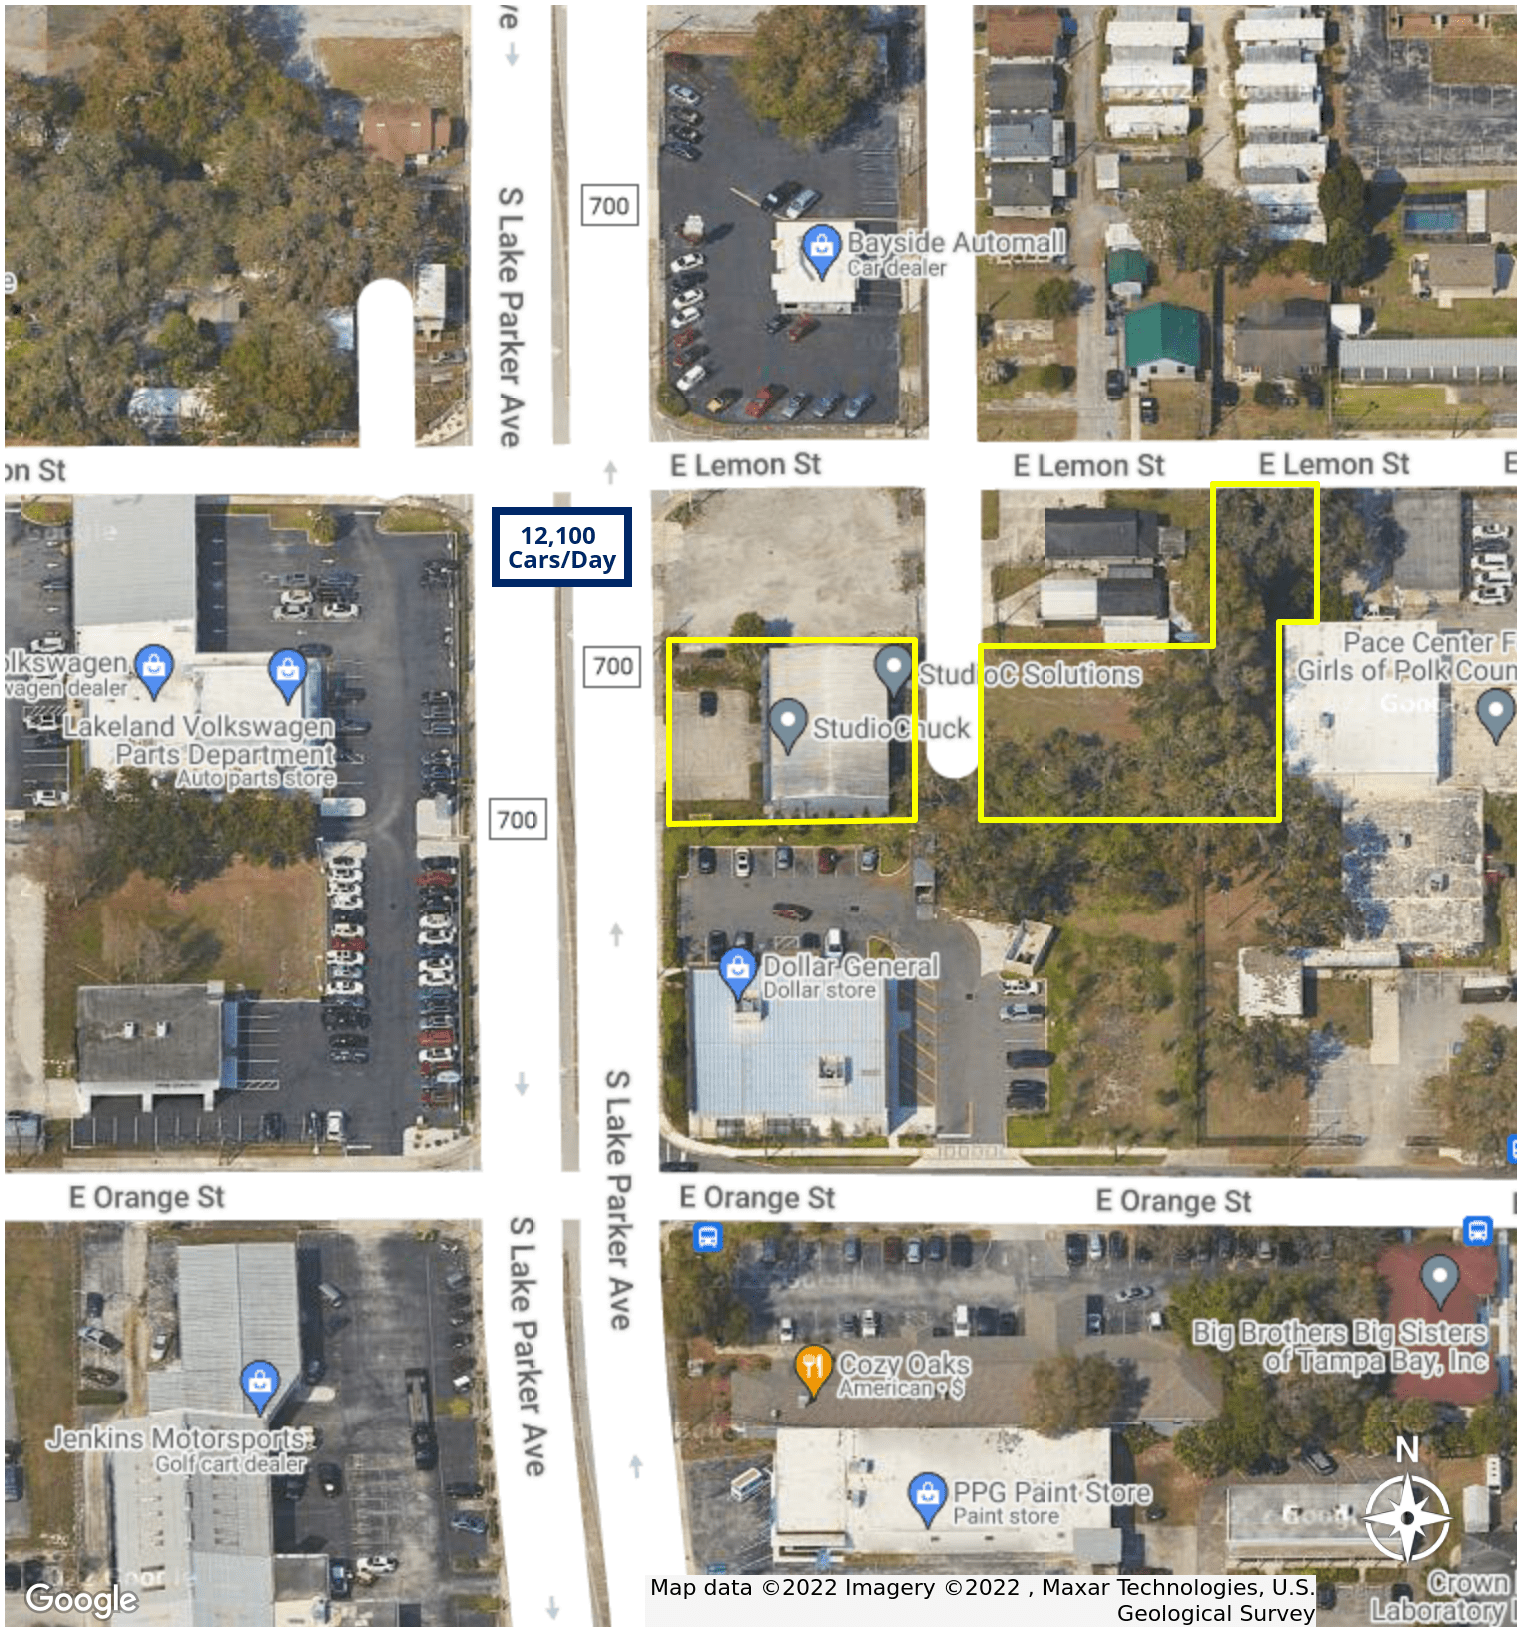 S Lake Parker Ave
700
Bayside Automall
Car dealer
on St
E Lemon St
E Lemon St
E Lemon St
12,100
Cars/Day
700
StudioC Solutions
StudioChuck
Pace Center F
Girls of Polk Coun
olkswagen
wagen dealer
Lakeland Volkswagen
Parts Department
Auto parts store
700
Dollar General
Dollar store
S Lake Parker Ave
E Orange St
E Orange St
E Orange St
S Lake Parker Ave
Cozy Oaks
American · $
Big Brothers Big Sisters
of Tampa Bay, Inc
Jenkins Motorsports
Golf cart dealer
N
PPG Paint Store
Paint store
Crown
Laboratory
Google
Map data ©2022 Imagery ©2022 , Maxar Technologies, U.S.
Geological Survey